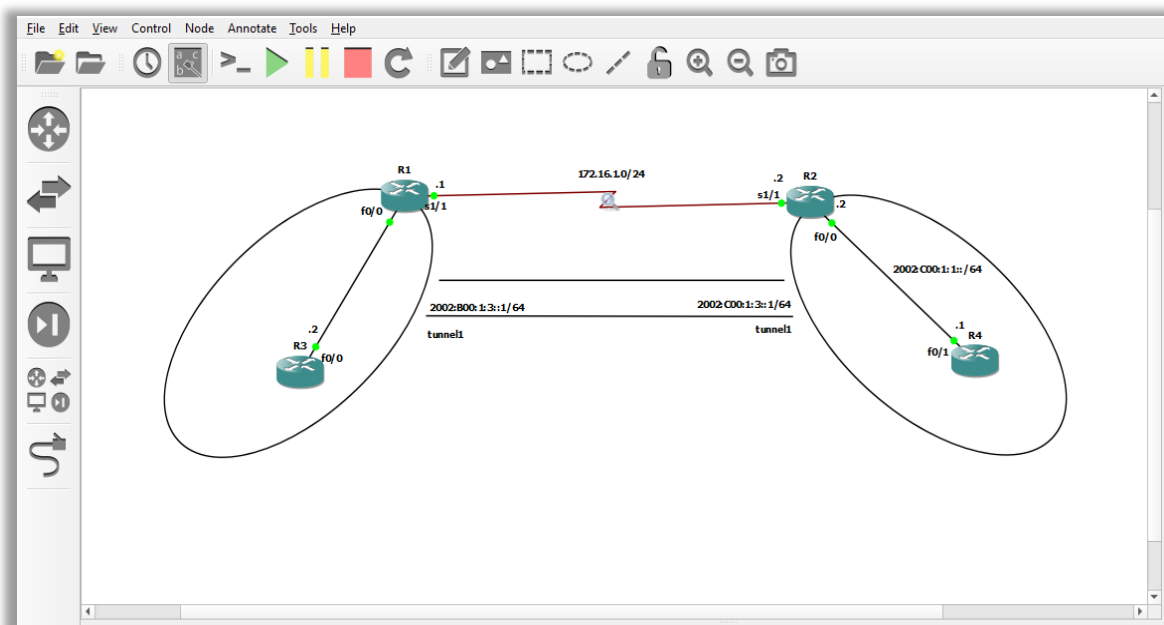 File Edit View Control Node Annotate Tools Help
R1
.1
172.16.1.0/24
.2
R2
s1/1
s1/1
.2
f0/0
f0/0
2002:C00:1:1::/64
2002:B00:1:3::1/64
2002:C00:1:3::1/64
tunnel1
tunnel1
.2
R3
f0/0
.1
R4
f0/1